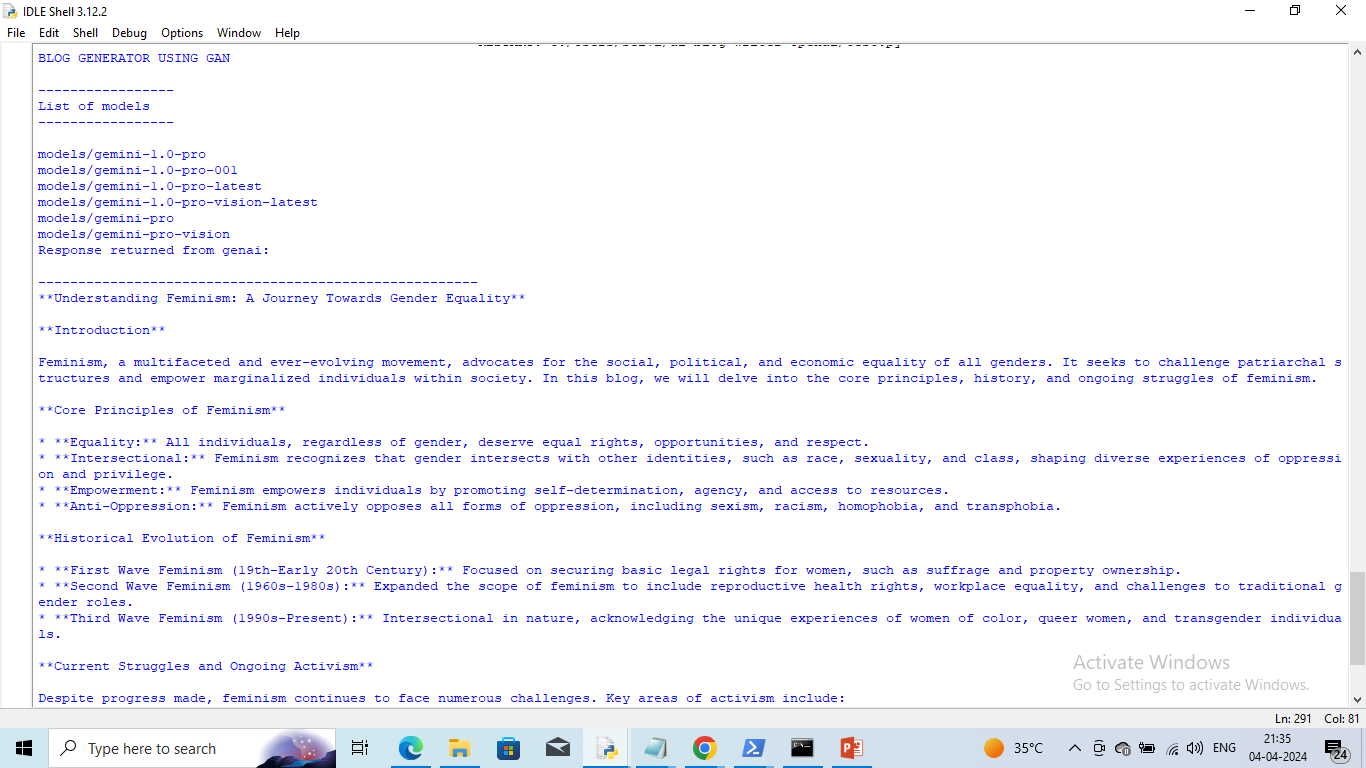 IDLE Shell 3.12.2
File Edit Shell Debug Options Window Help
BLOG GENERATOR USING GAN
-----------------
List of models
-----------------
models/gemini-1.0-pro
models/gemini-1.0-pro-001
models/gemini-1.0-pro-latest
models/gemini-1.0-pro-vision-latest
models/gemini-pro
models/gemini-pro-vision
Response returned from genai:
-------------------------------------------------------
**Understanding Feminism: A Journey Towards Gender Equality**
**Introduction**
Feminism, a multifaceted and ever-evolving movement, advocates for the social, political, and economic equality of all genders. It seeks to challenge patriarchal s
tructures and empower marginalized individuals within society. In this blog, we will delve into the core principles, history, and ongoing struggles of feminism.
**Core Principles of Feminism**
* **Equality:** All individuals, regardless of gender, deserve equal rights, opportunities, and respect.
* **Intersectional:** Feminism recognizes that gender intersects with other identities, such as race, sexuality, and class, shaping diverse experiences of oppressi
on and privilege.
* **Empowerment:** Feminism empowers individuals by promoting self-determination, agency, and access to resources.
* **Anti-Oppression:** Feminism actively opposes all forms of oppression, including sexism, racism, homophobia, and transphobia.
**Historical Evolution of Feminism**
* **First Wave Feminism (19th-Early 20th Century):** Focused on securing basic legal rights for women, such as suffrage and property ownership.
* **Second Wave Feminism (1960s-1980s):** Expanded the scope of feminism to include reproductive health rights, workplace equality, and challenges to traditional g
ender roles.
* **Third Wave Feminism (1990s-Present):** Intersectional in nature, acknowledging the unique experiences of women of color, queer women, and transgender individua
ls.
**Current Struggles and Ongoing Activism**
Despite progress made, feminism continues to face numerous challenges. Key areas of activism include:
Activate Windows
Go to Settings to activate Windows.
Ln: 291 Col: 81
Type here to search
35°C
ENG
21:35
04-04-2024
24